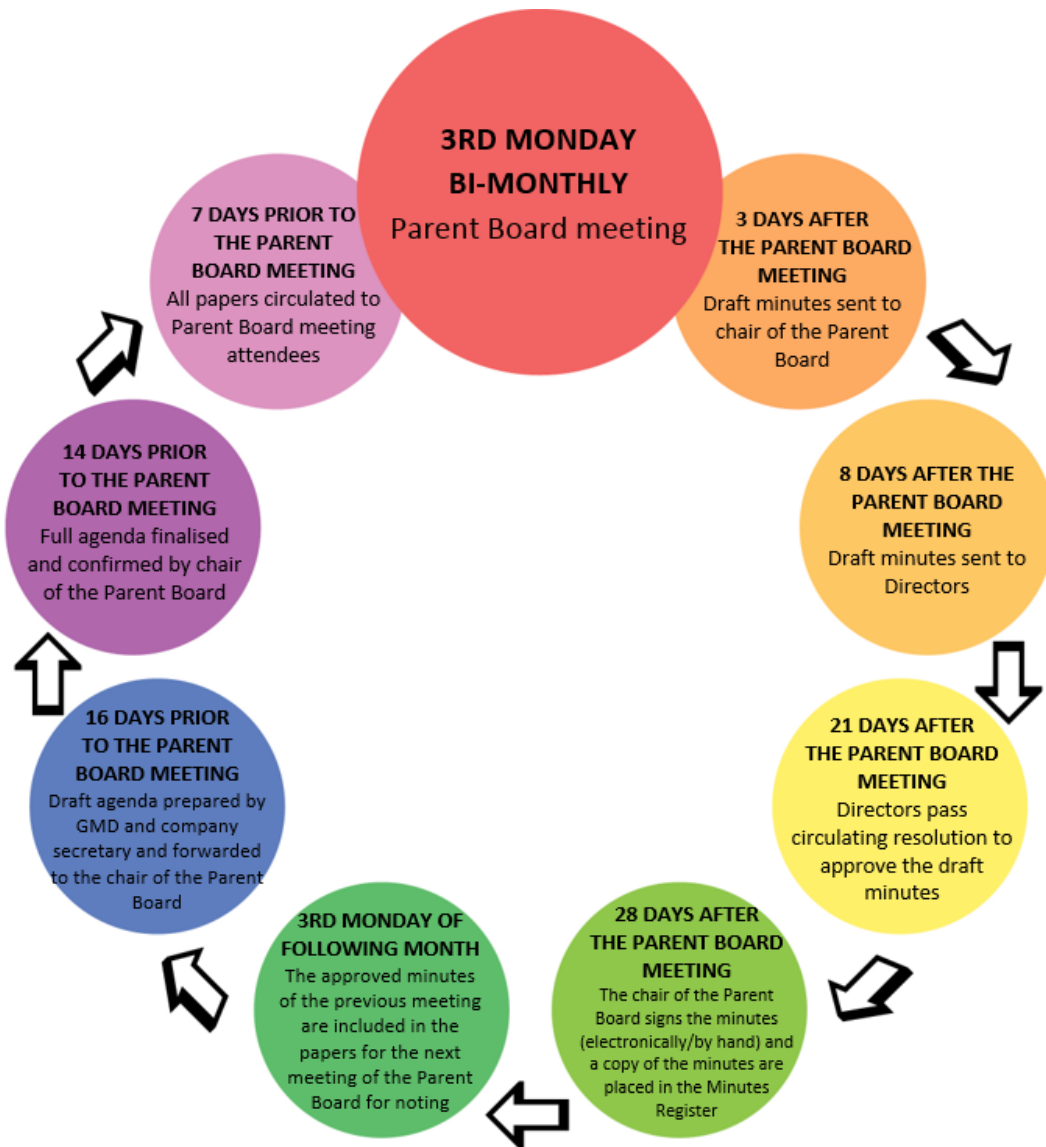 3RD MONDAY
BI-MONTHLY
Parent Board meeting
3 DAYS AFTER
THE PARENT BOARD
MEETING
Draft minutes sent to
chair of the Parent
Board
8 DAYS AFTER THE
PARENT BOARD
MEETING
Draft minutes sent to
Directors
21 DAYS AFTER
THE PARENT BOARD
MEETING
Directors pass
circulating resolution to
approve the draft
minutes
28 DAYS AFTER
THE PARENT BOARD
MEETING
The chair of the Parent
Board signs the minutes
(electronically/by hand) and
a copy of the minutes are
placed in the Minutes
Register
3RD MONDAY OF
FOLLOWING MONTH
The approved minutes
of the previous meeting
are included in the
papers for the next
meeting of the Parent
Board for noting
16 DAYS PRIOR
TO THE PARENT
BOARD MEETING
Draft agenda prepared by
GMD and company
secretary and forwarded
to the chair of the Parent
Board
14 DAYS PRIOR
TO THE PARENT
BOARD MEETING
Full agenda finalised
and confirmed by chair
of the Parent Board
7 DAYS PRIOR TO
THE PARENT
BOARD MEETING
All papers circulated to
Parent Board meeting
attendees